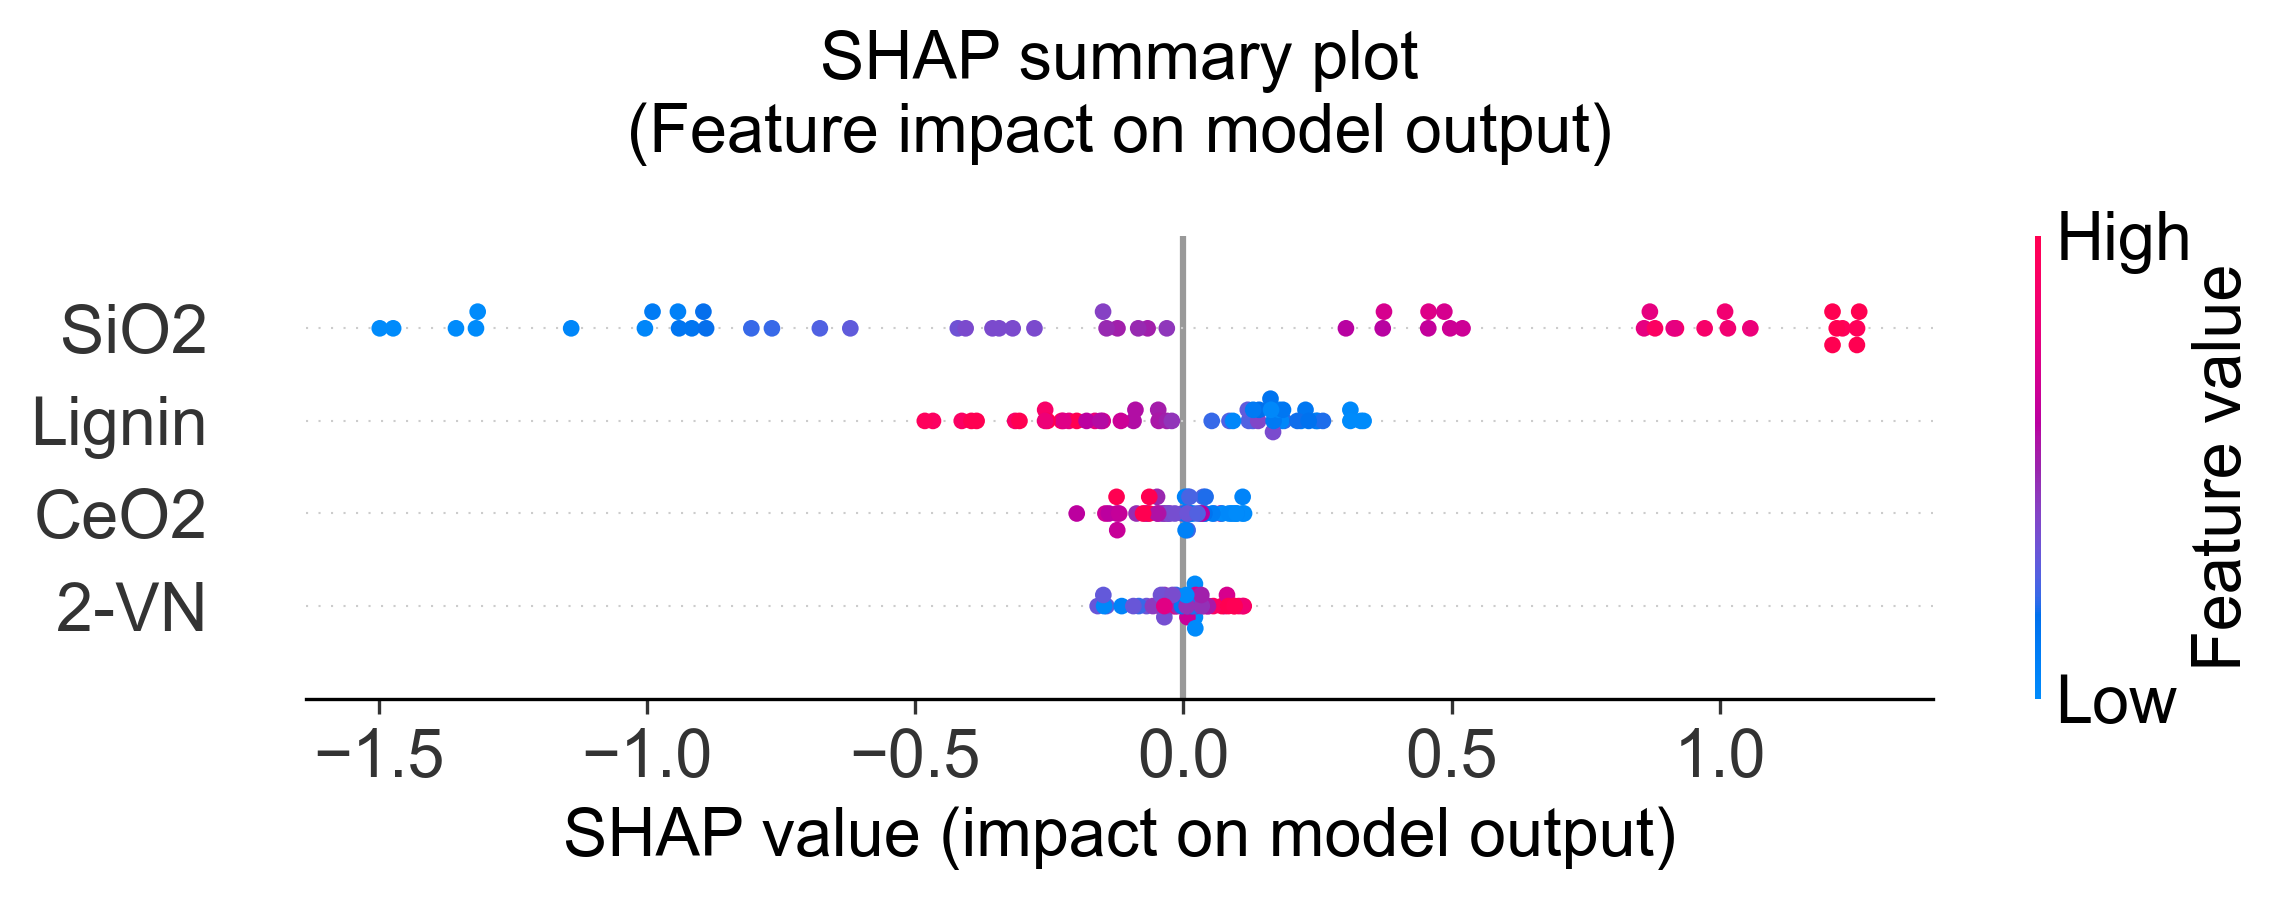 SHAP summary plot
(Feature impact on model output)
High
SiO2
Lignin
CeO2
2-VN
Feature value
Low
−1.5
−1.0
−0.5
0.0
0.5
1.0
SHAP value (impact on model output)